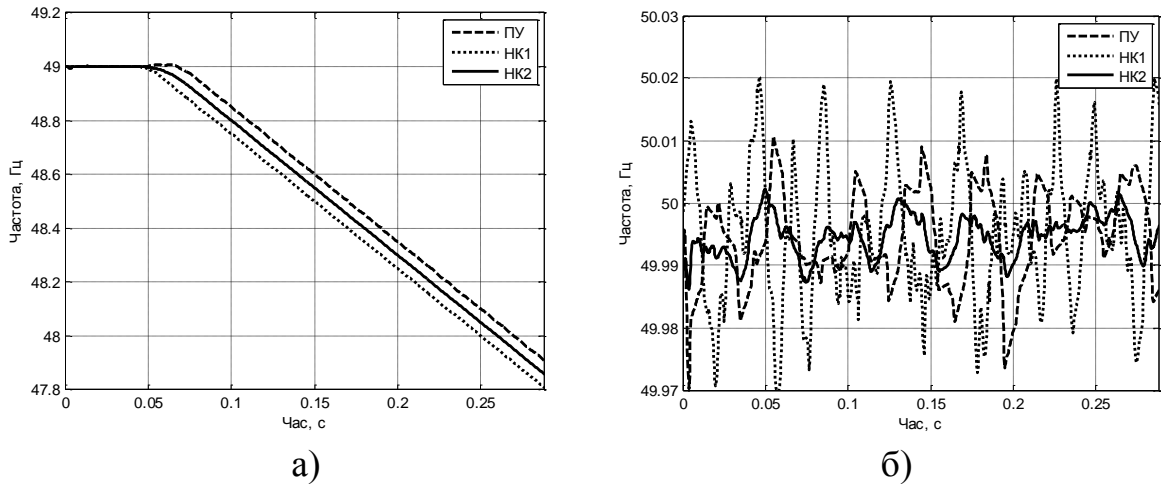 49.2
49
48.8
48.6
48.4
48.2
48
47.8
Частота, Гц
0
0.05
0.1
0.15
0.2
0.25
Час, с
ПУ
НК1
НК2
а)
50.03
50.02
50.01
50
49.99
49.98
49.97
Частота, Гц
0
0.05
0.1
0.15
0.2
0.25
Час, с
ПУ
НК1
НК2
б)